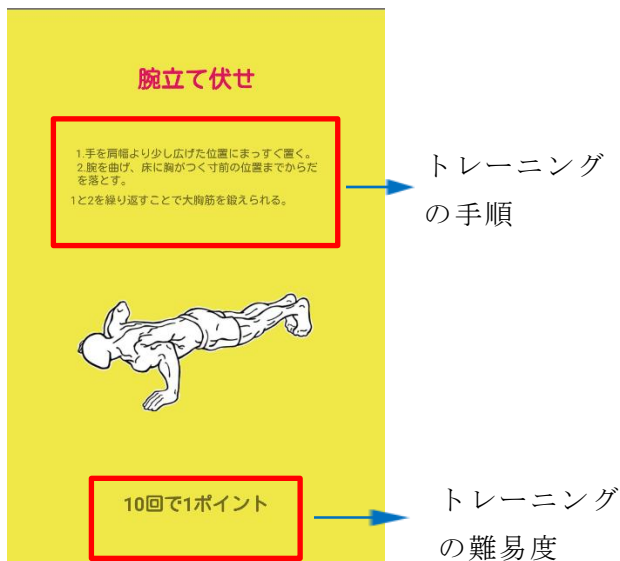 腕立て伏せ
1.手を肩幅より少し広げた位置にまっすぐ置く。
2.腕を曲げ、床に胸がつく寸前の位置までからだ
を落とす。
1と2を繰り返すことで大胸筋を鍛えられる。
トレーニング
の手順
10回で1ポイント
トレーニング
の難易度